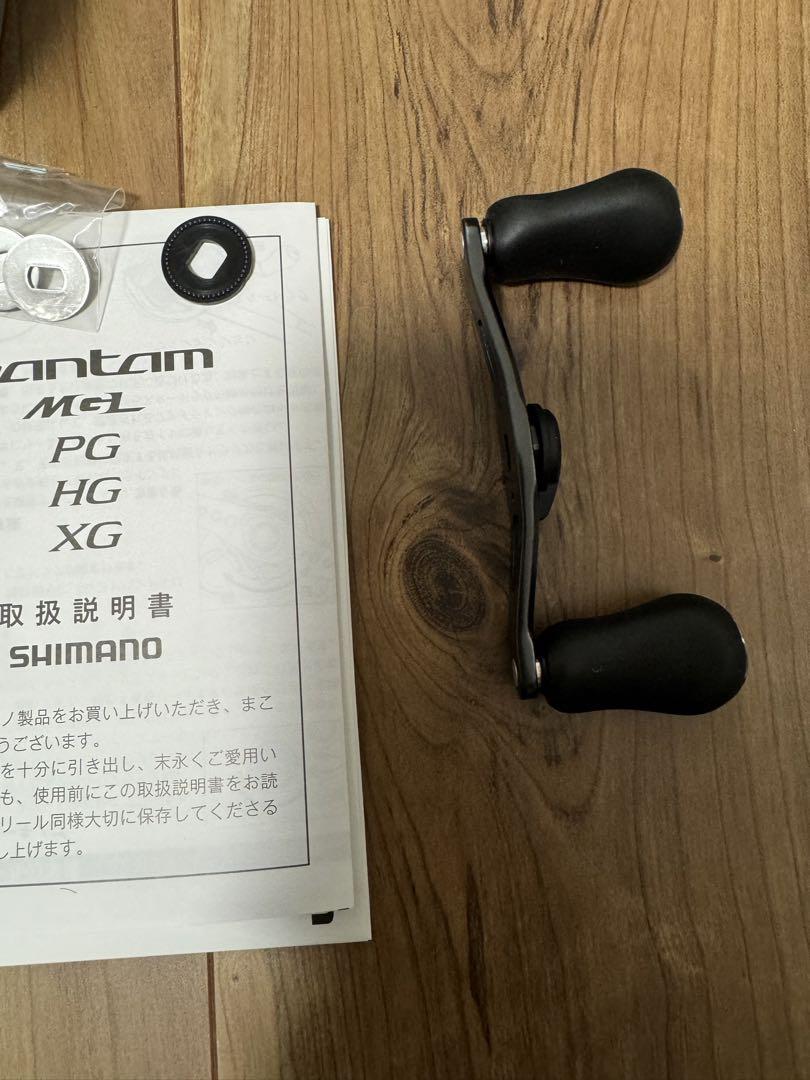 antam
MGL
PG
HG
XG
取扱説明書
SHIMANO
ノ製品をお買い上げいただき、まこ
うございます。
を十分に引き出し、末永くご愛用い
も、使用前にこの取扱説明書をお読
リール同様大切に保存してくださる
し上げます。